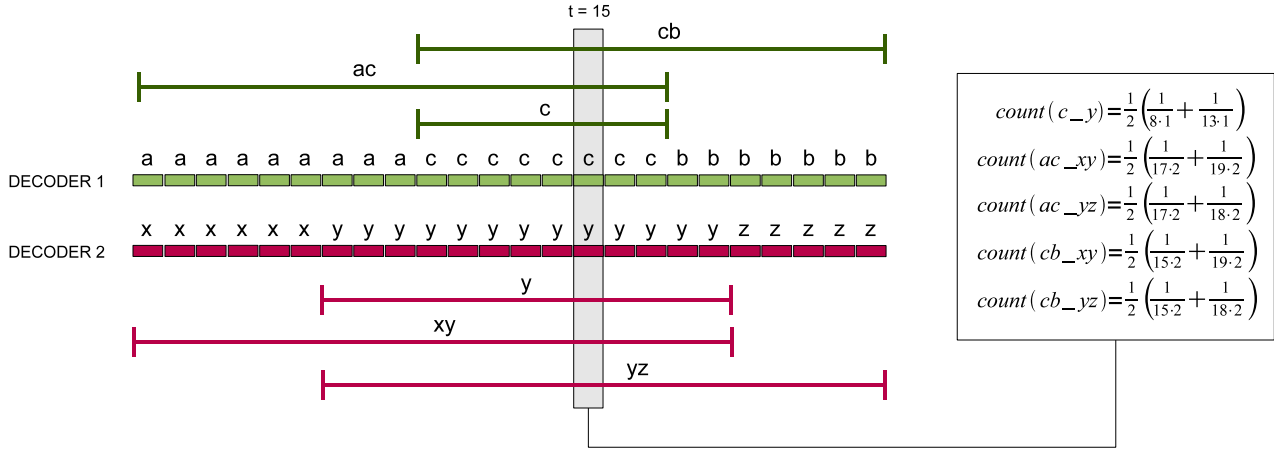 t = 15
cb
ac
c
a a a a a a a a a c c c c c c c c b b b b b b b
DECODER 1
x x x x x x y y y y y y y y y y y y y z z z z z
DECODER 2
y
xy
yz
count(c_y)=1/2(1/8·1+1/13·1)
count(ac_xy)=1/2(1/17·2+1/19·2)
count(ac_yz)=1/2(1/17·2+1/18·2)
count(cb_xy)=1/2(1/15·2+1/19·2)
count(cb_yz)=1/2(1/15·2+1/18·2)